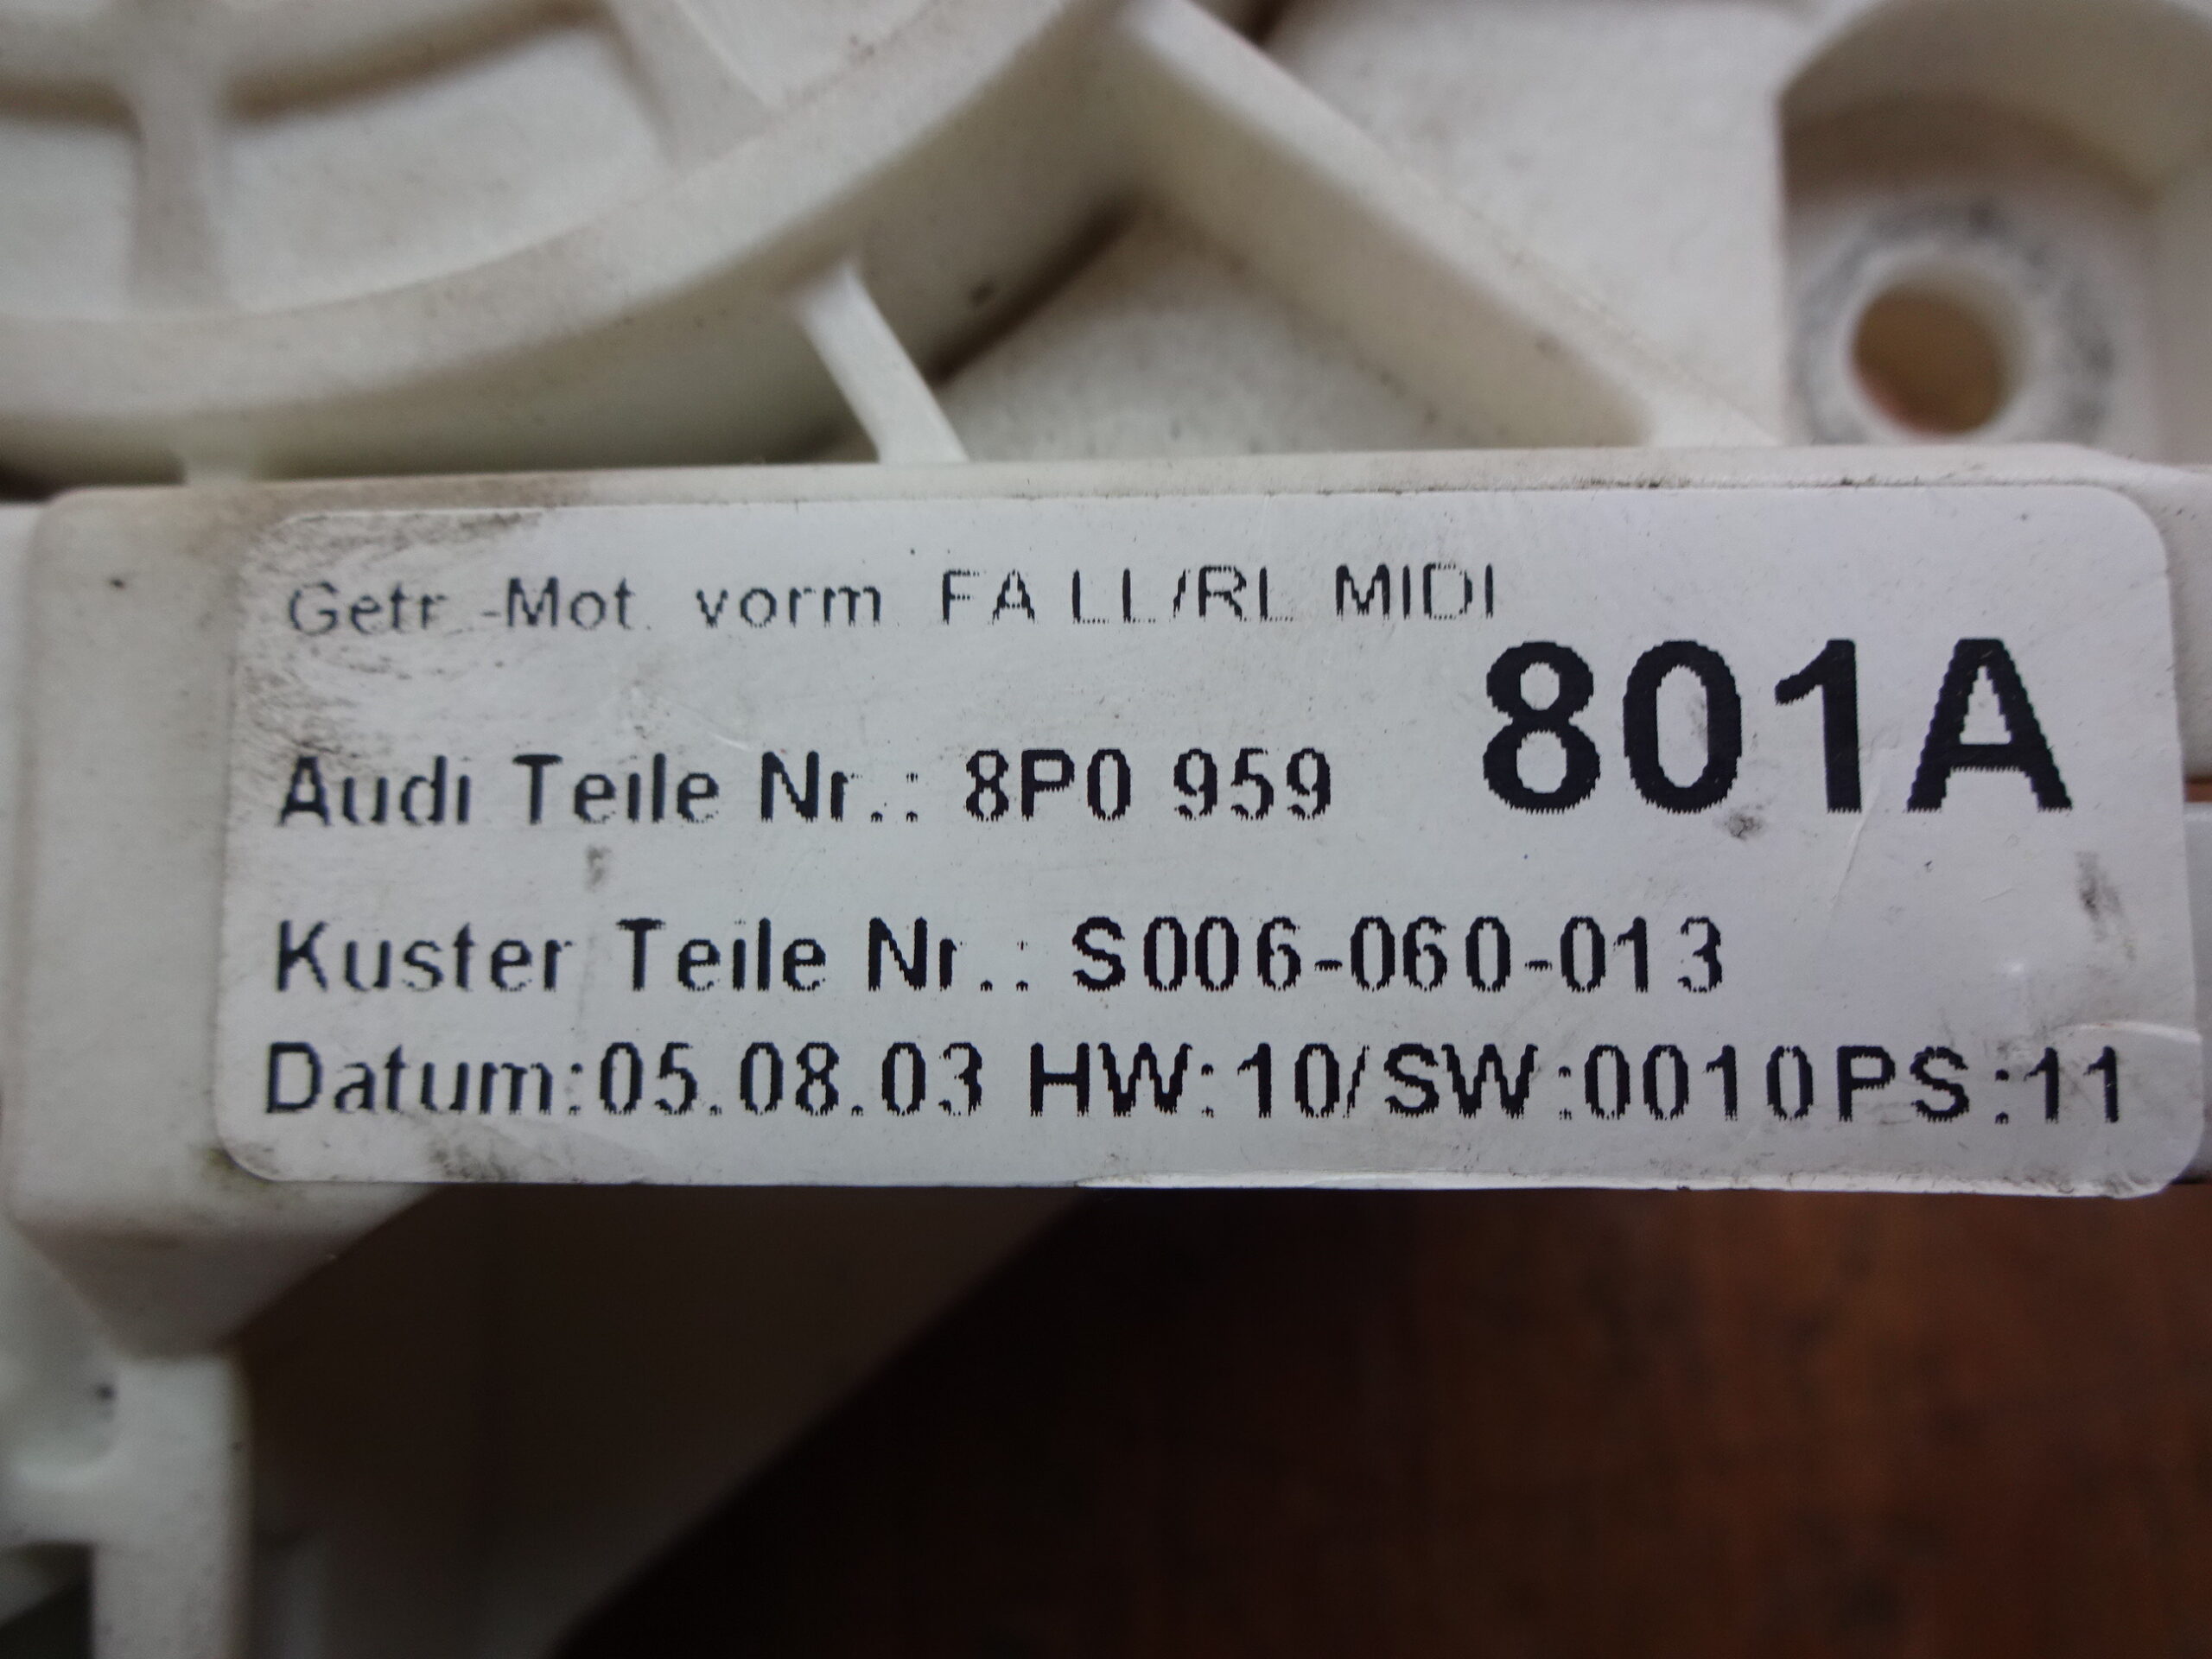 Getr.-Mot. vorm. FA LL/RL MIDI
Audi Teile Nr.: 8P0 959 801A
Kuster Teile Nr.: S006-060-013
Datum:05.08.03 HW:10/SW:0010PS:11